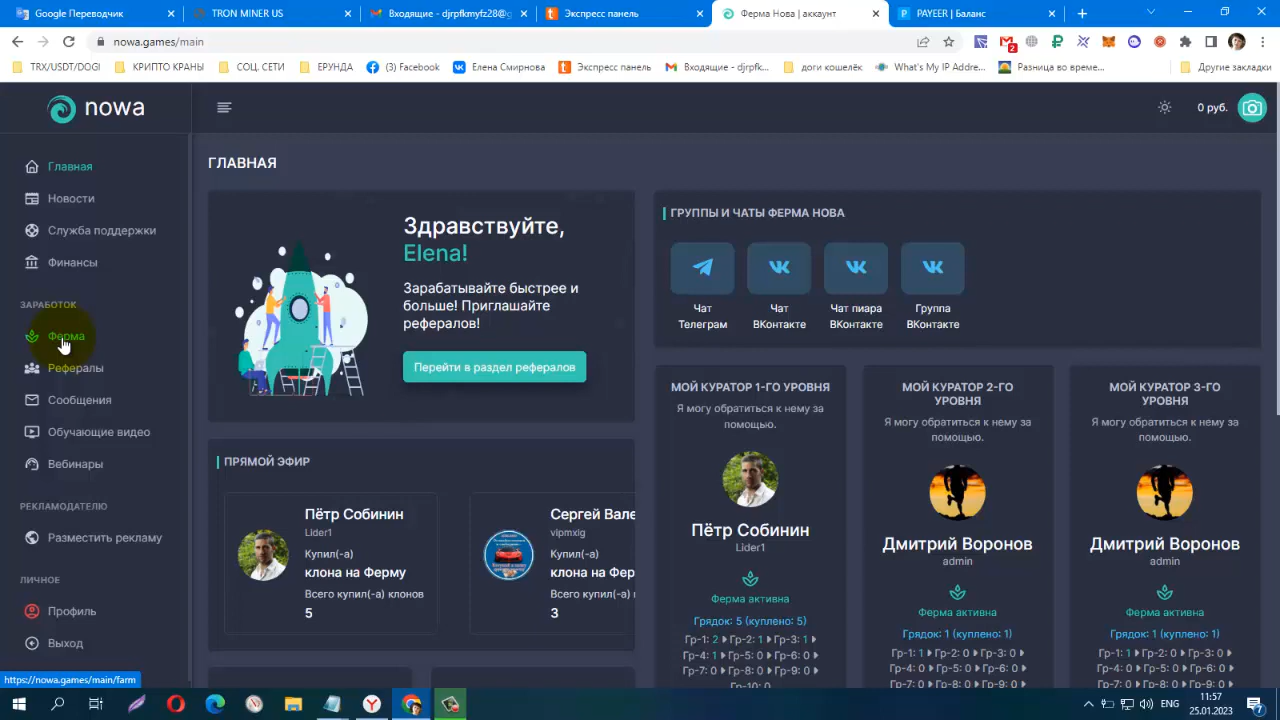 Google Переводчик
TRON MINER US
Входящие - djrpfkmyfz28@g
Экспресс панель
Ферма Нова | аккаунт
PAYEER | Баланс
nowa.games/main
2
TRX/USDT/DOGI
КРИПТО КРАНЫ
СОЦ. СЕТИ
ЕРУНДА
(3) Facebook
Елена Смирнова
Экспресс панель
Входящие - djrpfk...
доги кошелёк
What's My IP Addre...
Разница во време...
Другие закладки
nowa
0 руб.
Главная
Новости
Служба поддержки
Финансы
ЗАРАБОТОК
Ферма
Рефералы
Сообщения
Обучающие видео
Вебинары
РЕКЛАМОДАТЕЛЮ
Разместить рекламу
ЛИЧНОЕ
Профиль
Выход
ГЛАВНАЯ
Здравствуйте,
Elena!
Зарабатывайте быстрее и
больше! Приглашайте
рефералов!
Перейти в раздел рефералов
ПРЯМОЙ ЭФИР
Пётр Собинин
Lider1
Купил(-а)
клона на Ферму
Всего купил(-а) клонов
5
Сергей Вале
vipmxig
Купил(-а)
клона на Фер
Всего купил(-а) к
3
ГРУППЫ И ЧАТЫ ФЕРМА НОВА
Чат
Телеграм
Чат
ВКонтакте
Чат пиара
ВКонтакте
Группа
ВКонтакте
МОЙ КУРАТОР 1-ГО УРОВНЯ
Я могу обратиться к нему за
помощью.
Пётр Собинин
Lider1
Ферма активна
Грядок: 5 (куплено: 5)
Гр-1: 2 Гр-2: 1 Гр-3: 1
Гр-4: 1 Гр-5: 0 Гр-6: 0
Гр-7: 0 Гр-8: 0 Гр-9: 0
Гр-10: 0
МОЙ КУРАТОР 2-ГО
УРОВНЯ
Я могу обратиться к нему за
помощью.
Дмитрий Воронов
admin
Ферма активна
Грядок: 1 (куплено: 1)
Гр-1: 1 Гр-2: 0 Гр-3: 0
Гр-4: 0 Гр-5: 0 Гр-6: 0
Гр-7: 0 Гр-8: 0 Гр-9: 0
МОЙ КУРАТОР 3-ГО
УРОВНЯ
Я могу обратиться к нему за
помощью.
Дмитрий Воронов
admin
Ферма активна
Грядок: 1 (куплено: 1)
Гр-1: 1 Гр-2: 0 Гр-3: 0
Гр-4: 0 Гр-5: 0 Гр-6: 0
Гр-7: 0 Гр-8: 0 Гр-9: 0
https://nowa.games/main/farm
ENG
11:57
25.01.2023
7